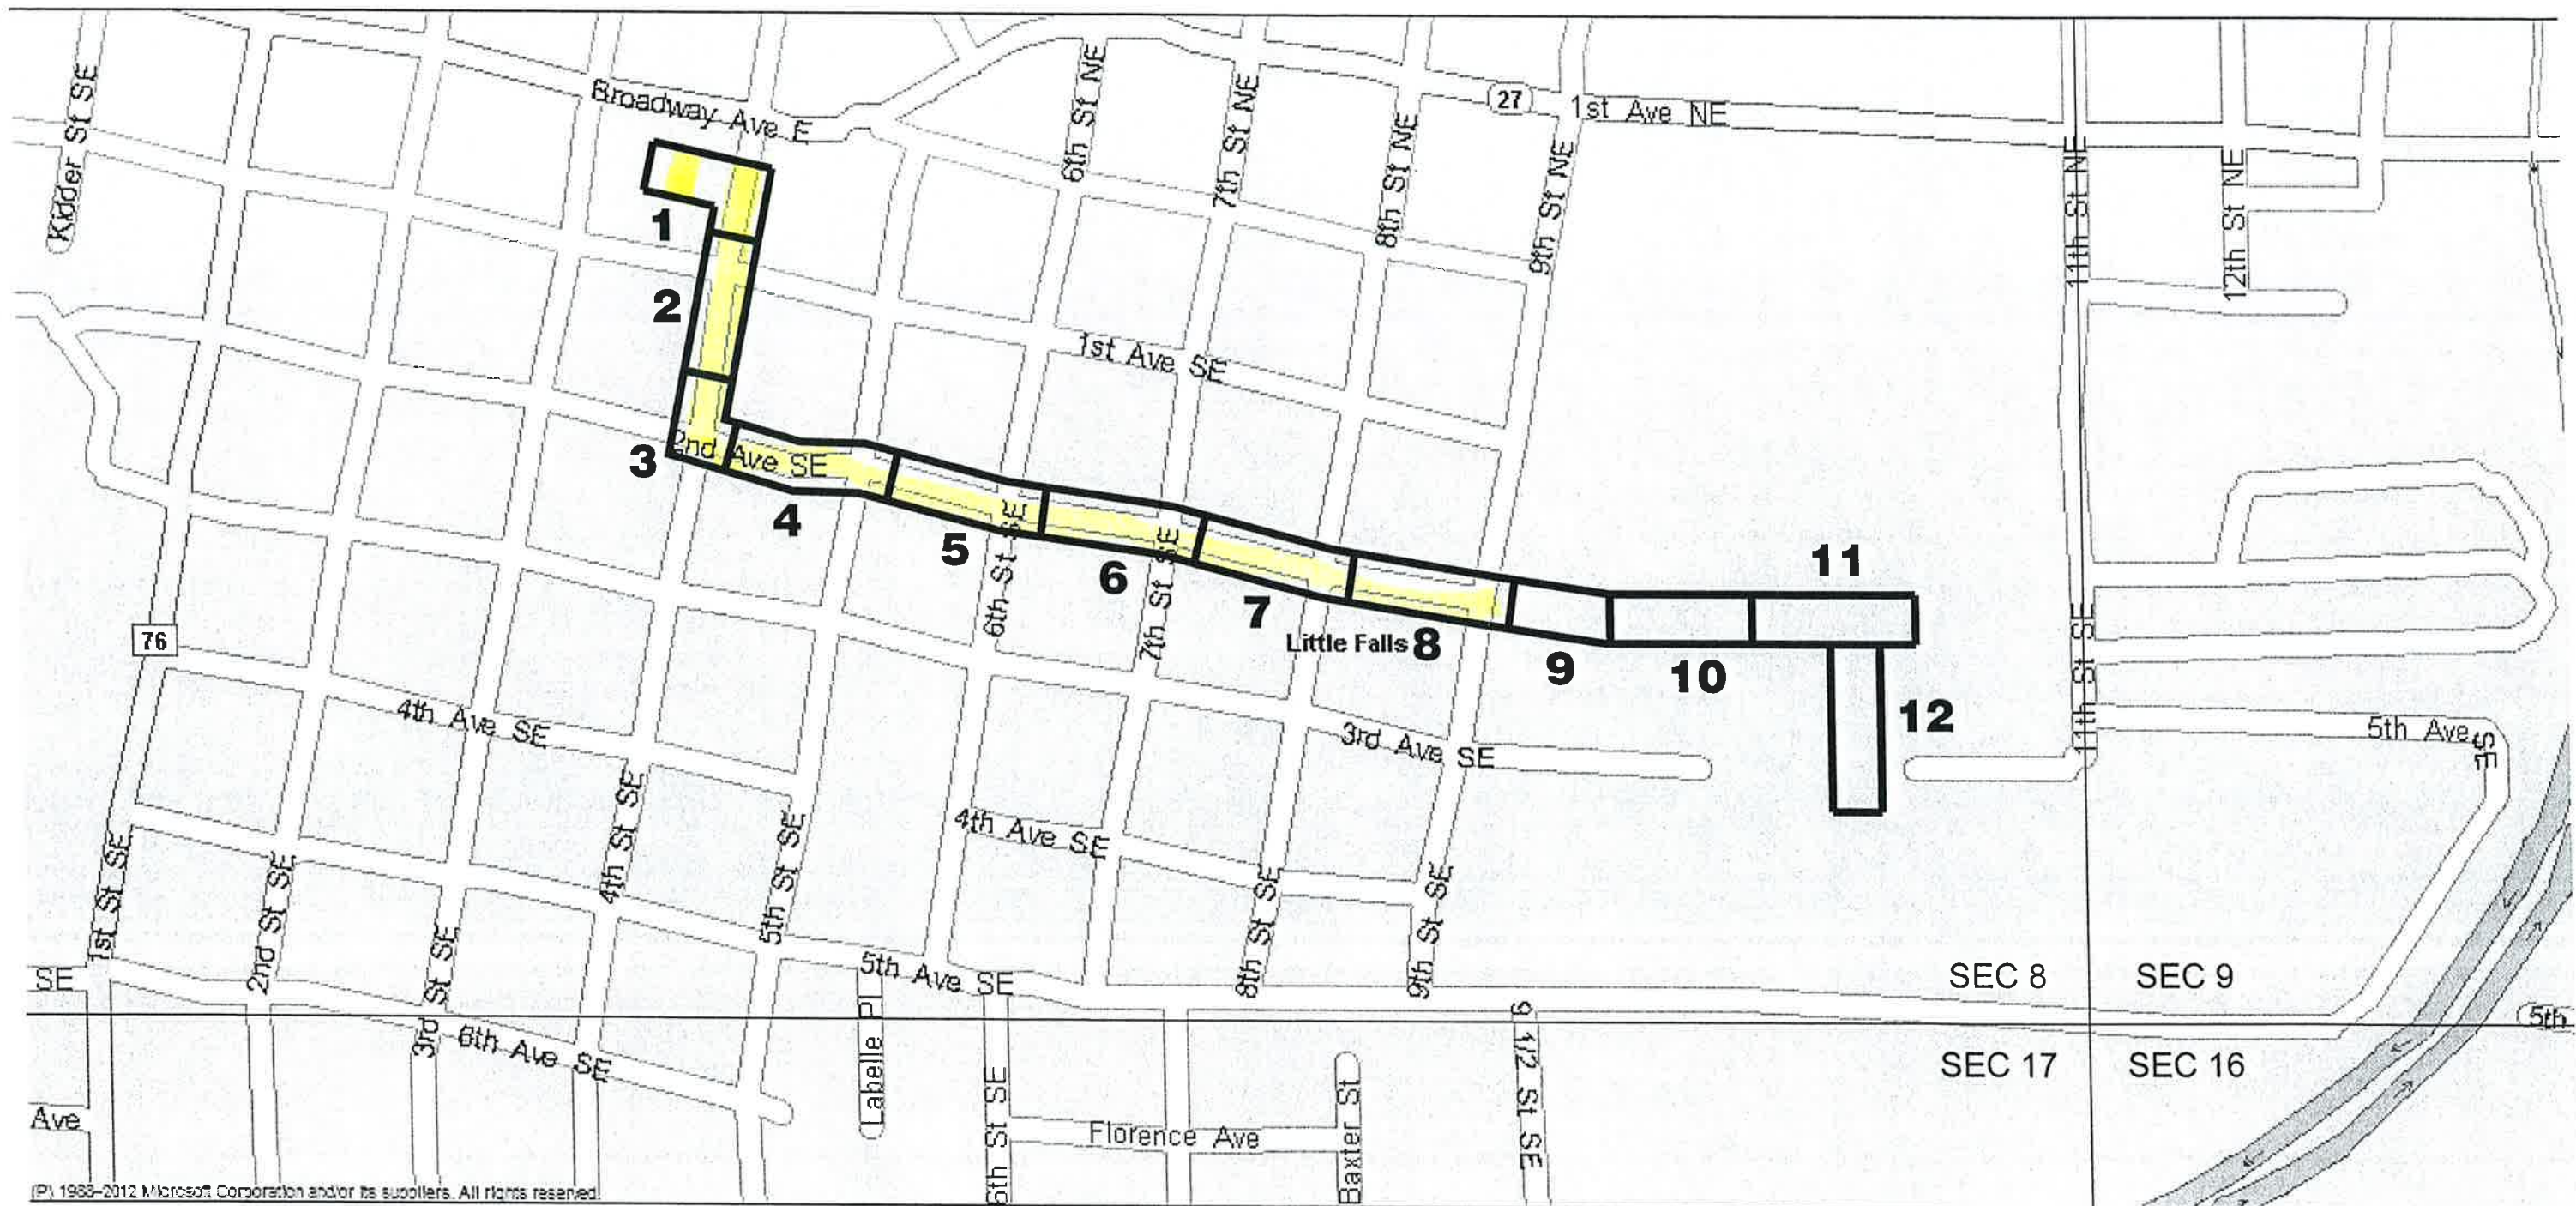 Kidder St SE
Broadway Ave E
6th St NE
7th St NE
8th St NE
27
1st Ave NE
9th St NE
11th St NE
12th St NE
1
2
1st Ave SE
3
2nd Ave SE
4
5
6th St SE
6
7th St SE
7
Little Falls
8
9
10
11
12
11th St SE
11th St SE
76
4th Ave SE
3rd Ave SE
5th Ave SE
4th St SE
4th Ave SE
5th St SE
1st St SE
2nd St SE
3rd St SE
8th St SE
9th St SE
SE
5th Ave SE
SEC 8
SEC 9
5th
6th Ave SE
Labelle Pl
9 1/2 St SE
SEC 17
SEC 16
Ave
6th St SE
Florence Ave
Baxter St
(P) 1988-2012 Microsoft Corporation and/or its suppliers. All rights reserved.